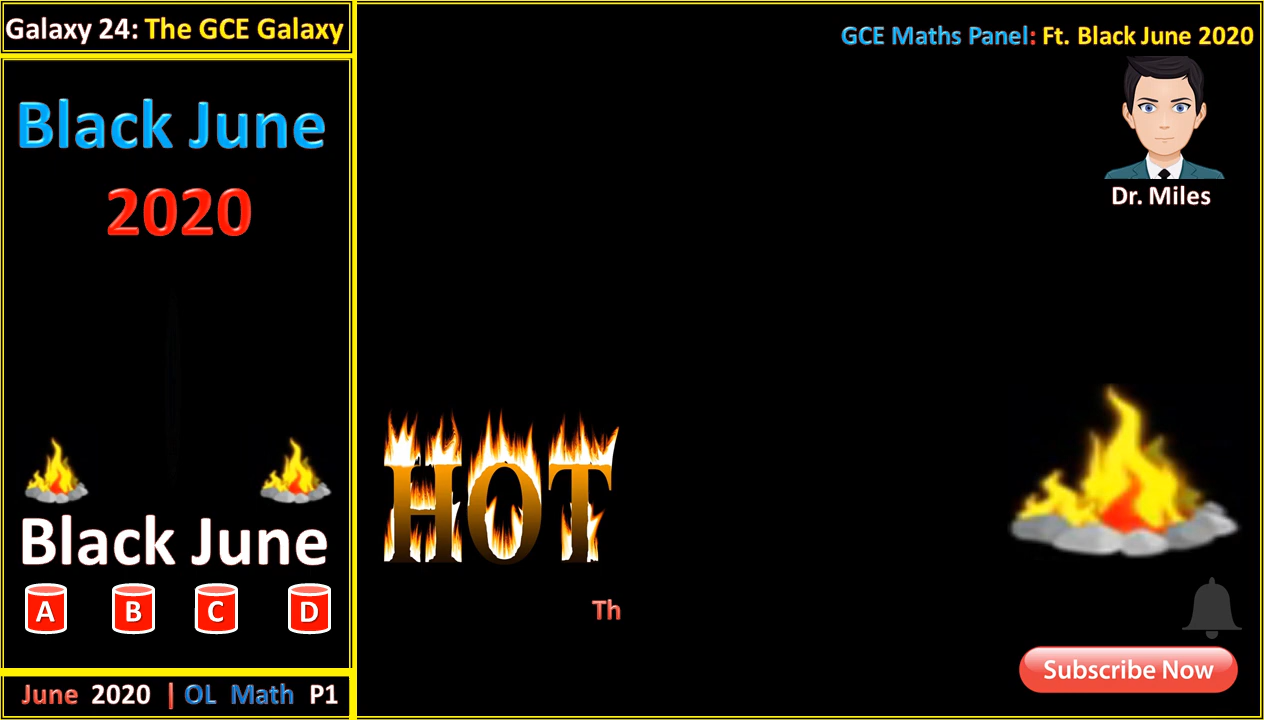 Galaxy 24: The GCE Galaxy
Black June
2020
Black June
A B C D
June 2020 | OL Math P1
GCE Maths Panel: Ft. Black June 2020
Dr. Miles
HOT
Th
Subscribe Now